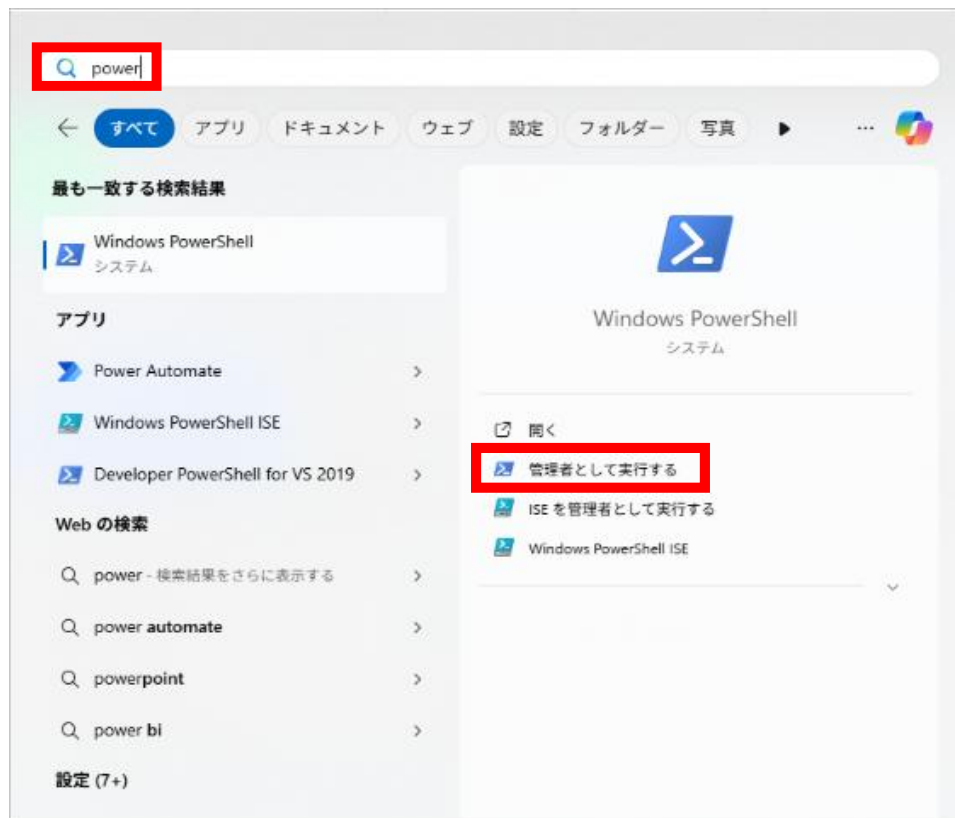 power
すべて アプリ ドキュメント ウェブ 設定 フォルダー 写真 ▶ …
最も一致する検索結果
Windows PowerShell
システム
アプリ
Power Automate
Windows PowerShell ISE
Developer PowerShell for VS 2019
Web の検索
power - 検索結果をさらに表示する
power automate
powerpoint
power bi
設定 (7+)
Windows PowerShell
システム
開く
管理者として実行する
ISE を管理者として実行する
Windows PowerShell ISE